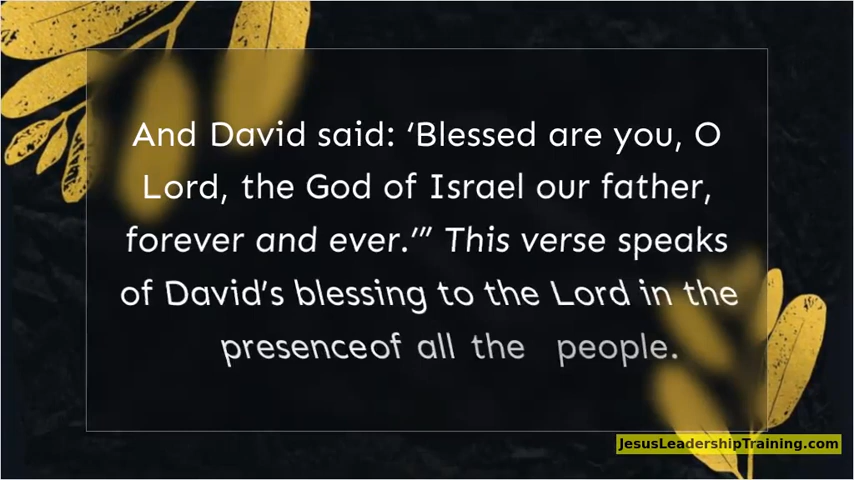 And David said: ‘Blessed are you, O
Lord, the God of Israel our father,
forever and ever.’” This verse speaks
of David’s blessing to the Lord in the
presenceof all the people.
JesusLeadershipTraining.com